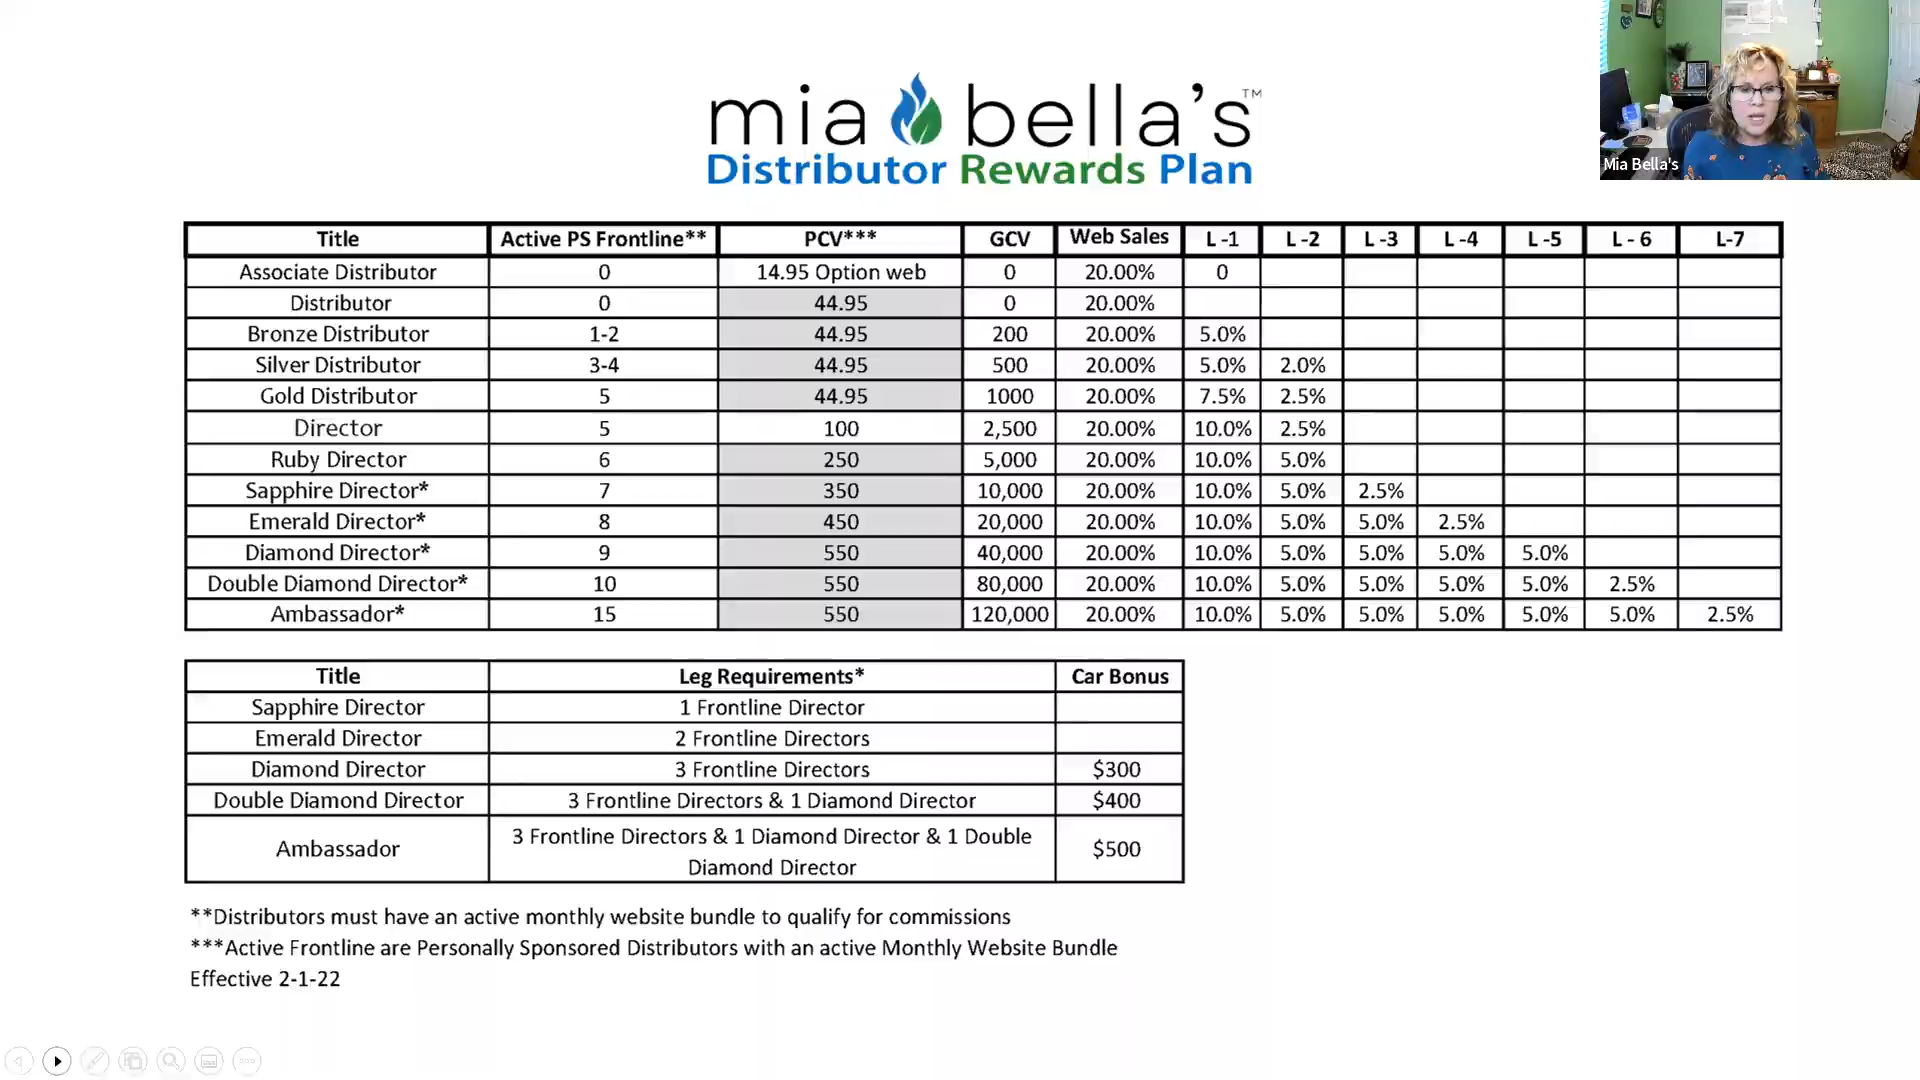 mia bella's™
Distributor Rewards Plan
Mia Bella's
Title Active PS Frontline** PCV*** GCV Web Sales L -1 L -2 L -3 L -4 L -5 L - 6 L-7
Associate Distributor 0 14.95 Option web 0 20.00% 0
Distributor 0 44.95 0 20.00%
Bronze Distributor 1-2 44.95 200 20.00% 5.0%
Silver Distributor 3-4 44.95 500 20.00% 5.0% 2.0%
Gold Distributor 5 44.95 1000 20.00% 7.5% 2.5%
Director 5 100 2,500 20.00% 10.0% 2.5%
Ruby Director 6 250 5,000 20.00% 10.0% 5.0%
Sapphire Director* 7 350 10,000 20.00% 10.0% 5.0% 2.5%
Emerald Director* 8 450 20,000 20.00% 10.0% 5.0% 5.0% 2.5%
Diamond Director* 9 550 40,000 20.00% 10.0% 5.0% 5.0% 5.0% 5.0%
Double Diamond Director* 10 550 80,000 20.00% 10.0% 5.0% 5.0% 5.0% 5.0% 2.5%
Ambassador* 15 550 120,000 20.00% 10.0% 5.0% 5.0% 5.0% 5.0% 5.0% 2.5%
Title Leg Requirements* Car Bonus
Sapphire Director 1 Frontline Director
Emerald Director 2 Frontline Directors
Diamond Director 3 Frontline Directors $300
Double Diamond Director 3 Frontline Directors & 1 Diamond Director $400
Ambassador 3 Frontline Directors & 1 Diamond Director & 1 Double
Diamond Director $500
**Distributors must have an active monthly website bundle to qualify for commissions
***Active Frontline are Personally Sponsored Distributors with an active Monthly Website Bundle
Effective 2-1-22